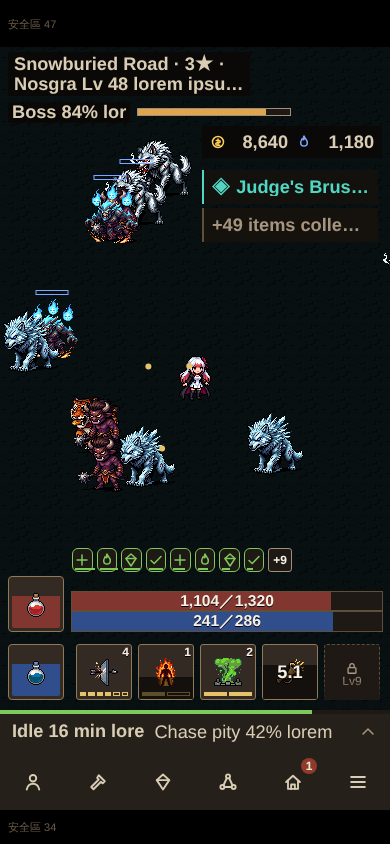 安全區 47
Snowburied Road · 3★ ·
Nosgra Lv 48 lorem ipsu…
Boss 84% lor
8,640 1,180
Judge's Brus…
+49 items colle…
+9
1,104／1,320
241／286
4 1 2 5.1 Lv9
Idle 16 min lore Chase pity 42% lorem
1
安全區 34